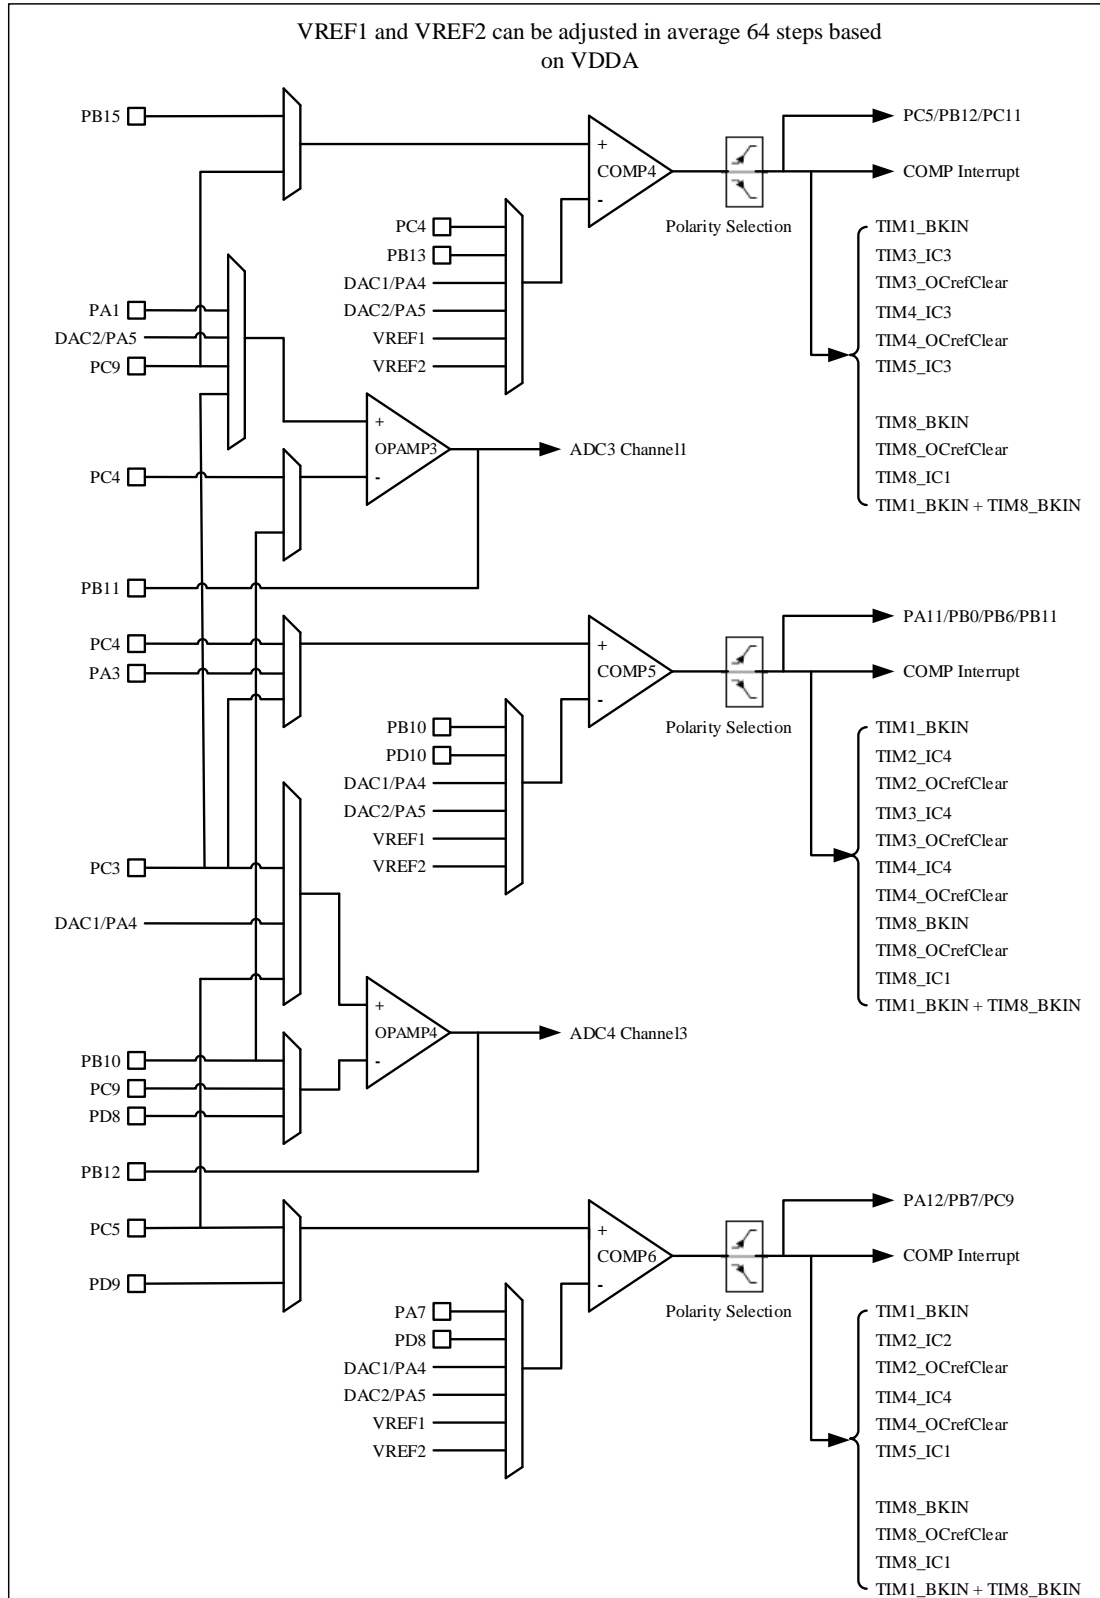 VREF1 and VREF2 can be adjusted in average 64 steps based
on VDDA
PB15
PC5/PB12/PC11
+
COMP4
-
COMP Interrupt
Polarity Selection
PC4
PB13
DAC1/PA4
DAC2/PA5
VREF1
VREF2
TIM1_BKIN
TIM3_IC3
TIM3_OCrefClear
TIM4_IC3
TIM4_OCrefClear
TIM5_IC3
TIM8_BKIN
TIM8_OCrefClear
TIM8_IC1
TIM1_BKIN + TIM8_BKIN
PA1
DAC2/PA5
PC9
+
OPAMP3
-
ADC3 Channel1
PC4
PB11
PC4
PA3
+
COMP5
-
PA11/PB0/PB6/PB11
COMP Interrupt
Polarity Selection
PB10
PD10
DAC1/PA4
DAC2/PA5
VREF1
VREF2
TIM1_BKIN
TIM2_IC4
TIM2_OCrefClear
TIM3_IC4
TIM3_OCrefClear
TIM4_IC4
TIM4_OCrefClear
TIM8_BKIN
TIM8_OCrefClear
TIM8_IC1
TIM1_BKIN + TIM8_BKIN
PC3
DAC1/PA4
+
OPAMP4
-
ADC4 Channel3
PB10
PC9
PD8
PB12
PC5
PD9
+
COMP6
-
PA12/PB7/PC9
COMP Interrupt
Polarity Selection
PA7
PD8
DAC1/PA4
DAC2/PA5
VREF1
VREF2
TIM1_BKIN
TIM2_IC2
TIM2_OCrefClear
TIM4_IC4
TIM4_OCrefClear
TIM5_IC1
TIM8_BKIN
TIM8_OCrefClear
TIM8_IC1
TIM1_BKIN + TIM8_BKIN